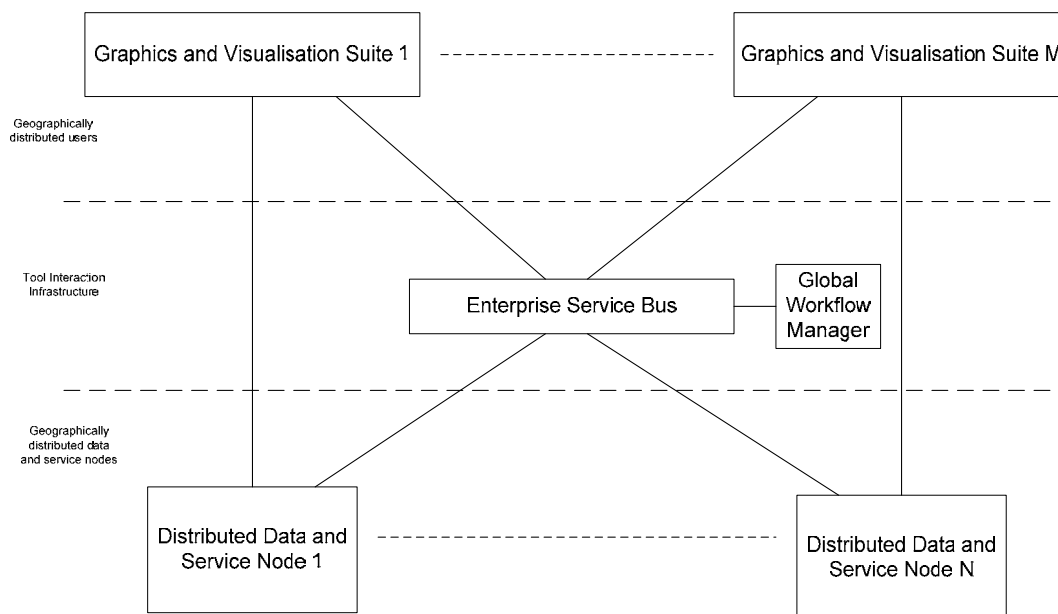 Graphics and Visualisation Suite 1
Graphics and Visualisation Suite M
Geographically
distributed users
Tool Interaction
Infrastructure
Enterprise Service Bus
Global
Workflow
Manager
Geographically
distributed data
and service nodes
Distributed Data and
Service Node 1
Distributed Data and
Service Node N